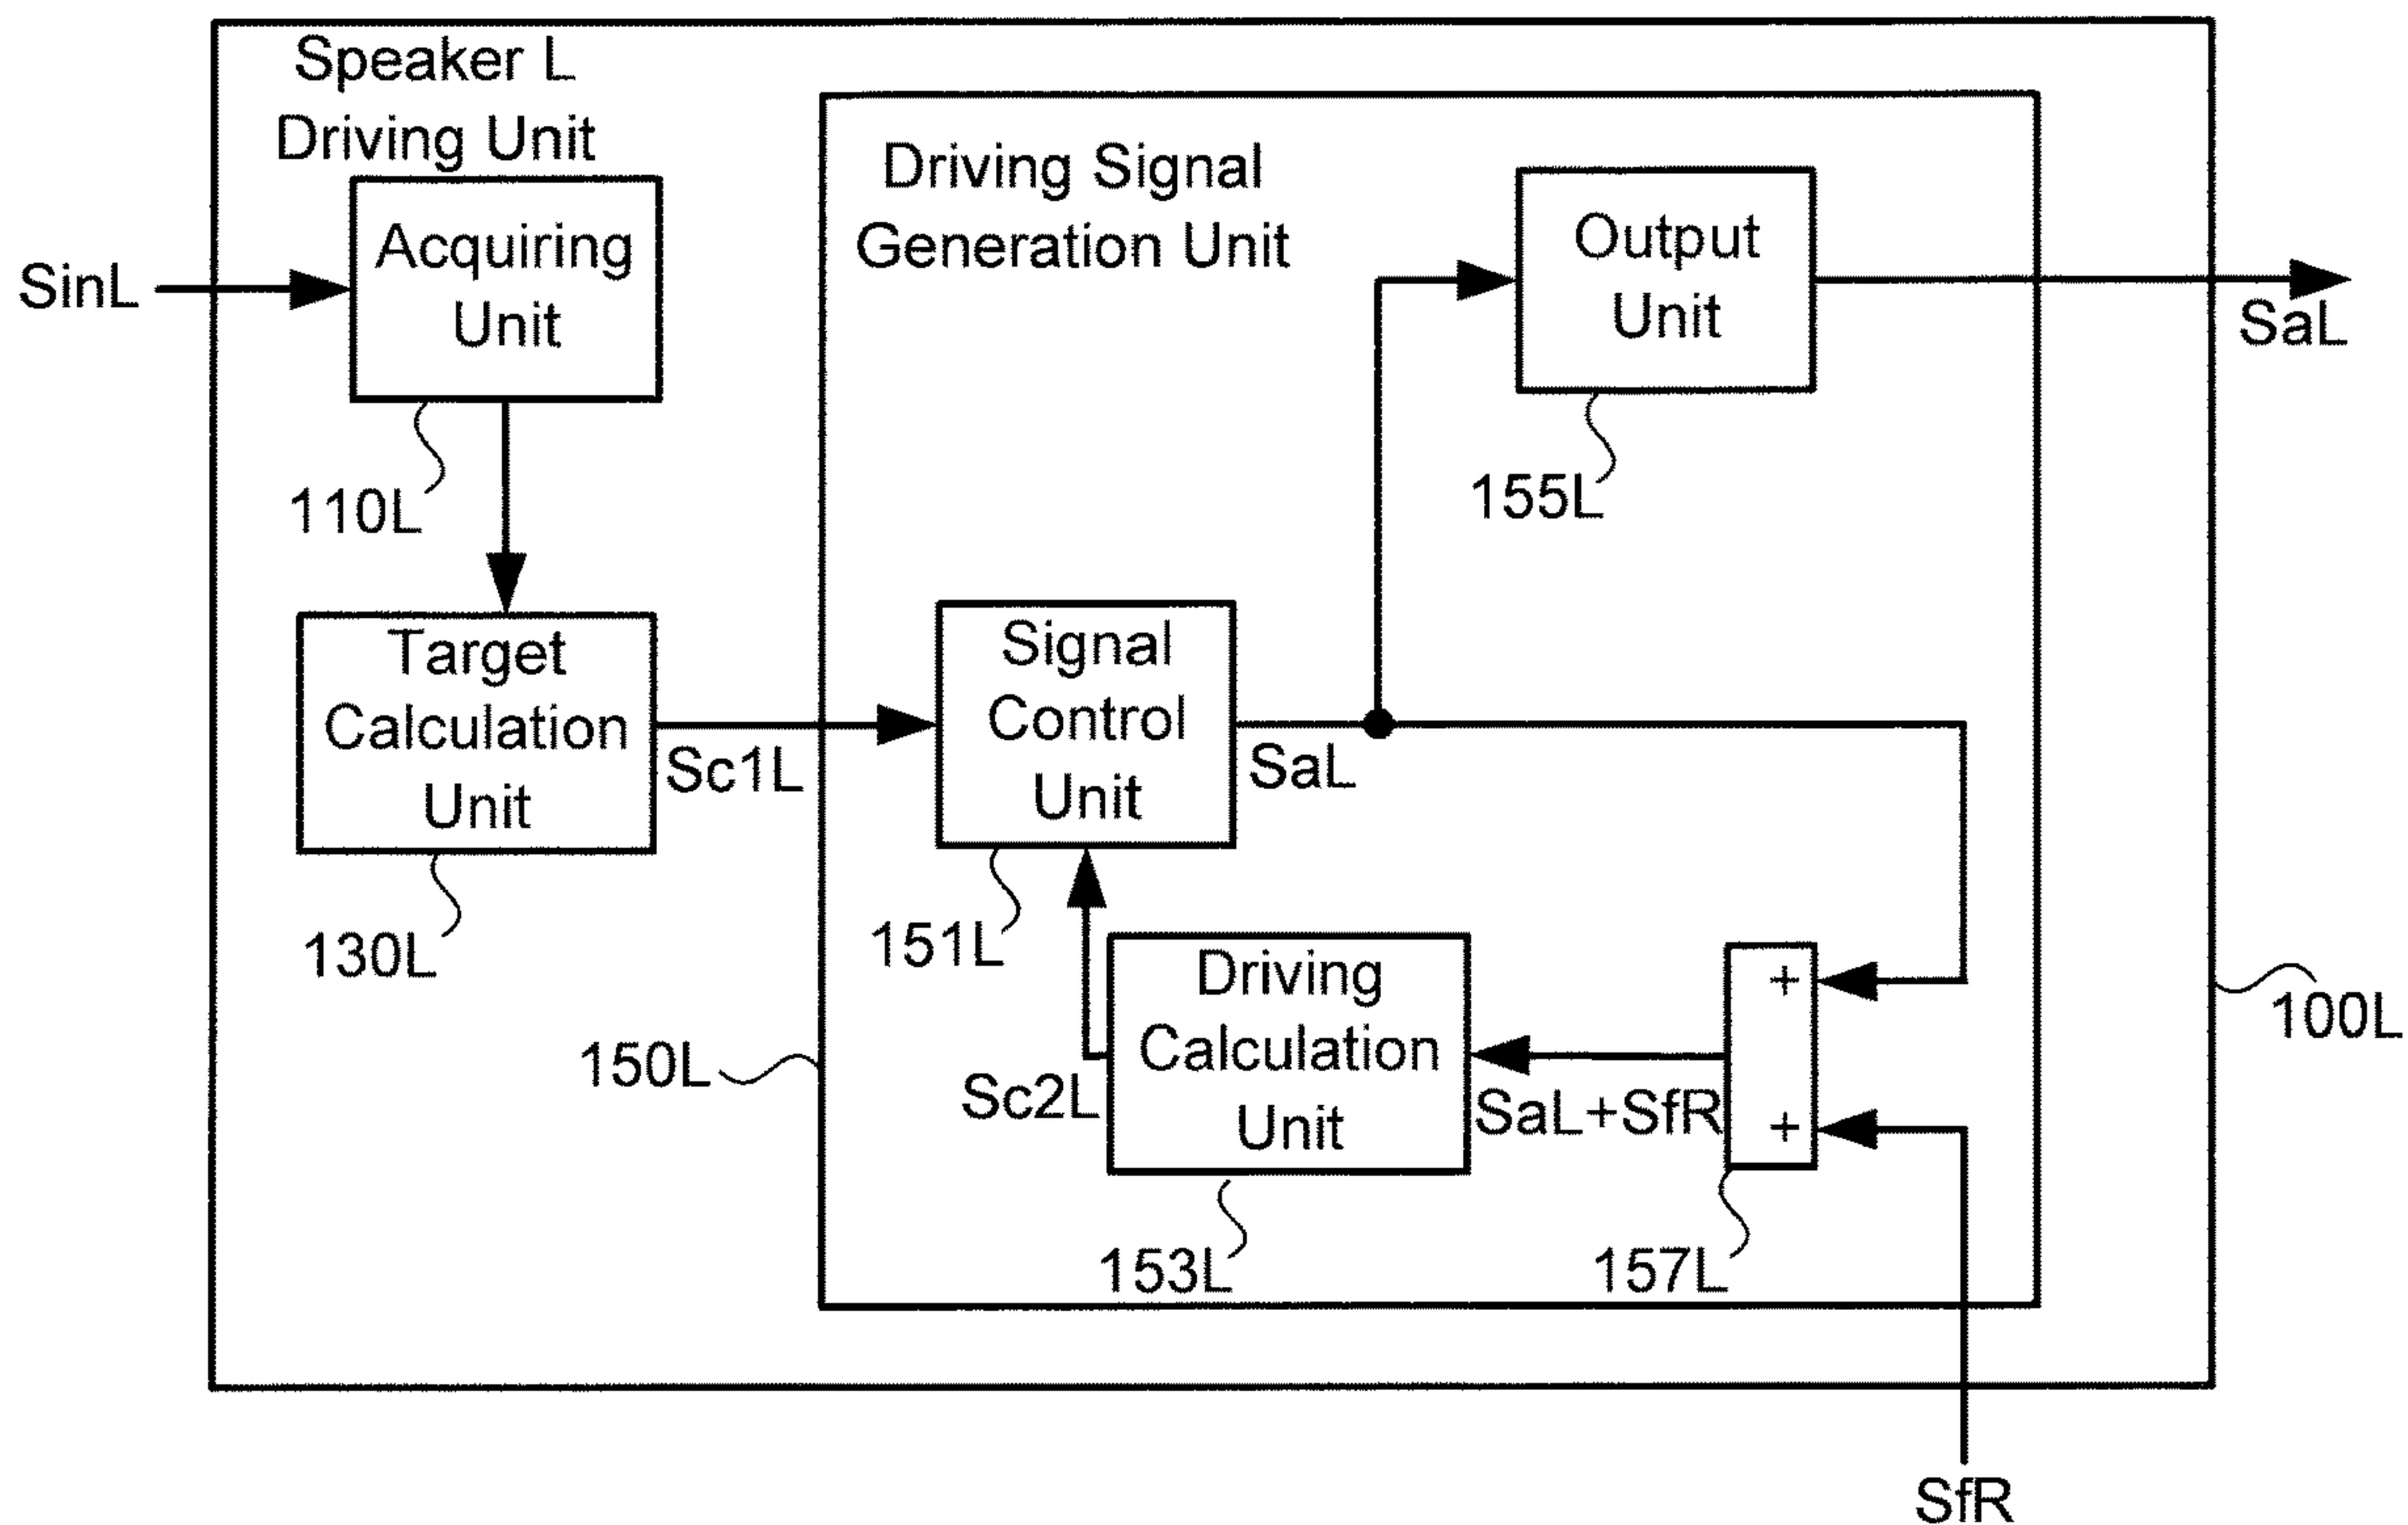 Speaker L
Driving Unit
SinL
Acquiring
Unit
110L
Target
Calculation
Unit
130L
Sc1L
Driving Signal
Generation Unit
Output
Unit
155L
SaL
Signal
Control
Unit
SaL
151L
Driving
Calculation
Unit
Sc2L
SaL+SfR
+
+
153L
157L
150L
100L
SfR